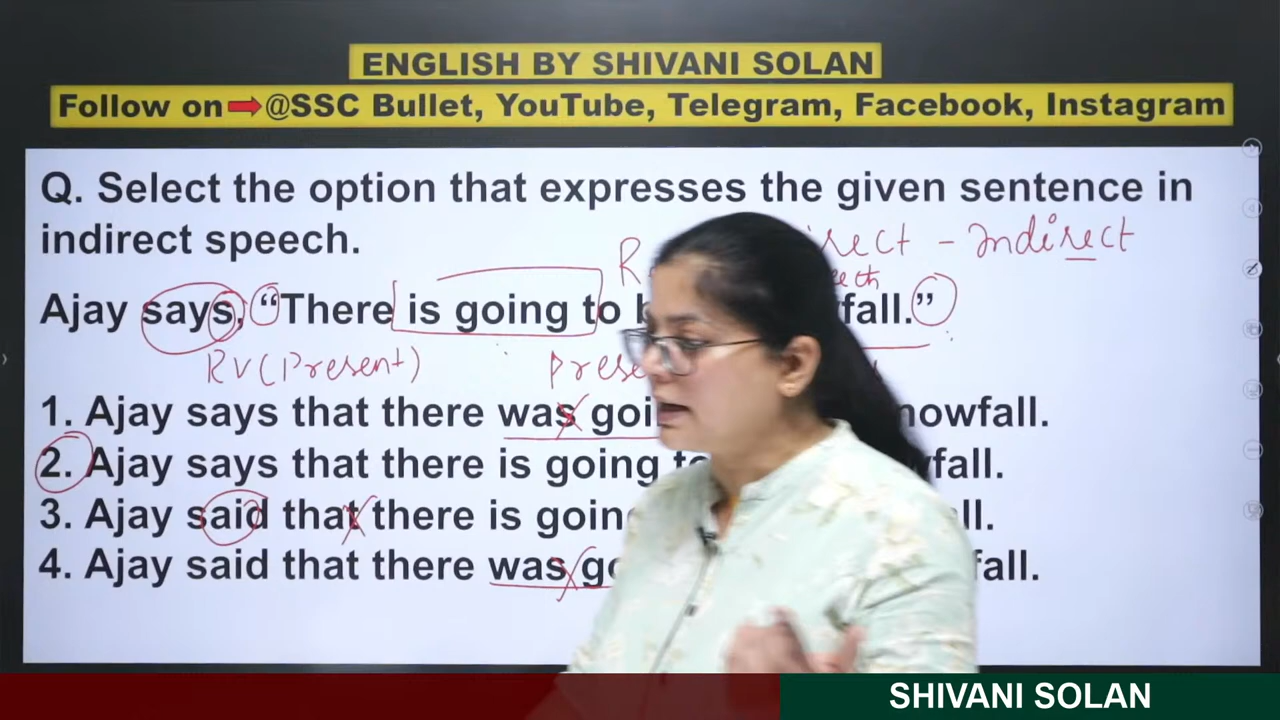 ENGLISH BY SHIVANI SOLAN
Follow on➡@SSC Bullet, YouTube, Telegram, Facebook, Instagram
Q. Select the option that expresses the given sentence in
indirect speech.
rect - Indirect
Ajay says, “There is going to fall.”
RV (Present)
1. Ajay says that there was goi nowfall.
2. Ajay says that there is going fall.
3. Ajay said that there is goin ll.
4. Ajay said that there was g fall.
SHIVANI SOLAN